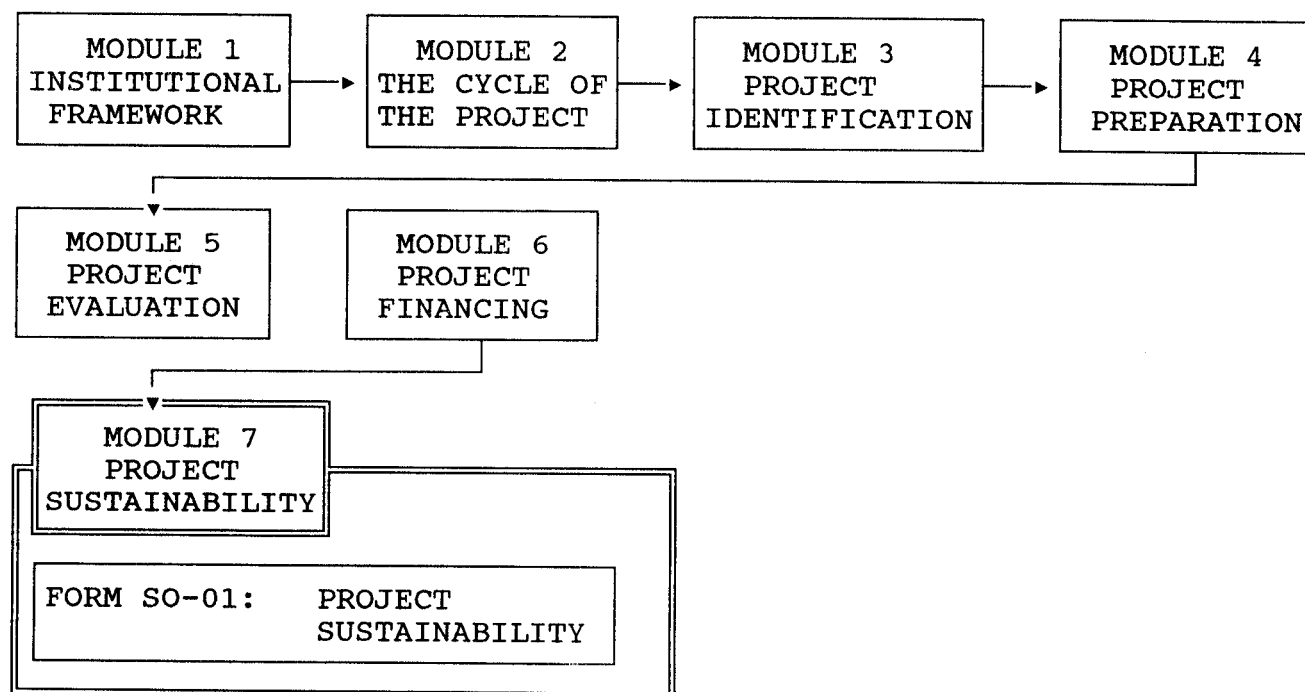 MODULE 1
INSTITUTIONAL
FRAMEWORK
MODULE 2
THE CYCLE OF
THE PROJECT
MODULE 3
PROJECT
IDENTIFICATION
MODULE 4
PROJECT
PREPARATION
MODULE 5
PROJECT
EVALUATION
MODULE 6
PROJECT
FINANCING
MODULE 7
PROJECT
SUSTAINABILITY
FORM SO-01: PROJECT
SUSTAINABILITY